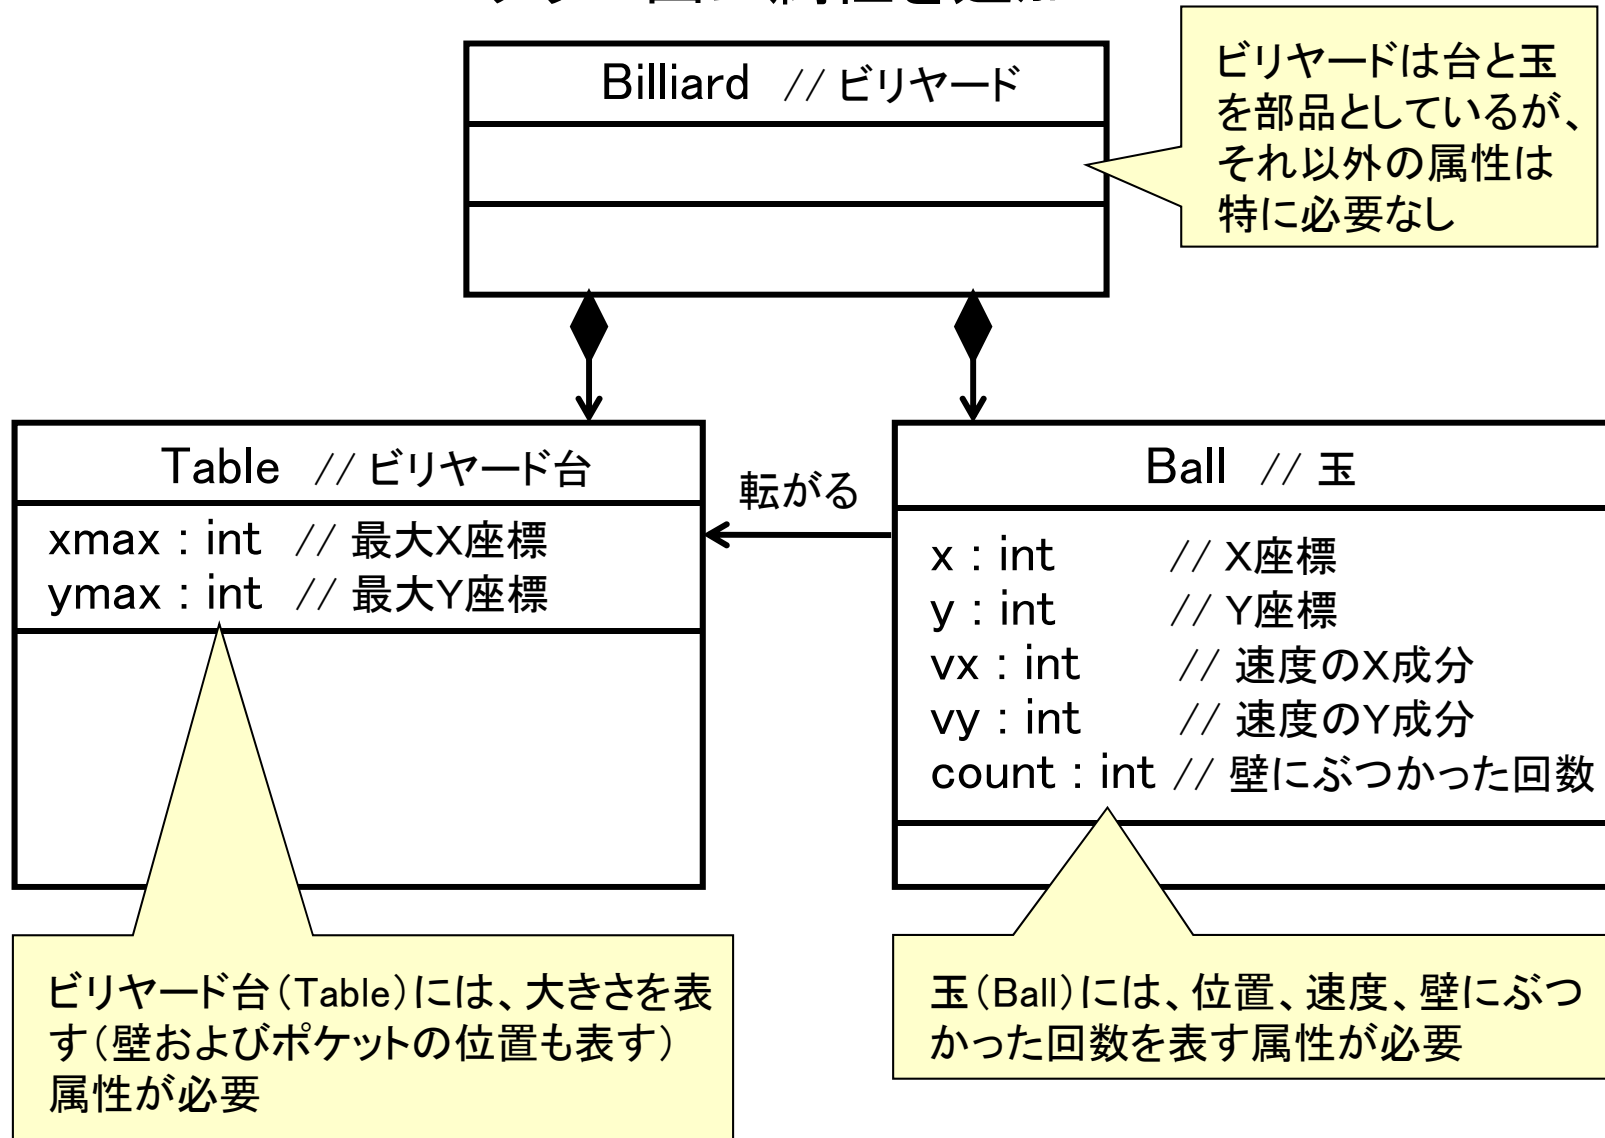 Billiard // ビリヤード
ビリヤードは台と玉
を部品としているが、
それ以外の属性は
特に必要なし
Table // ビリヤード台
xmax : int // 最大X座標
ymax : int // 最大Y座標
転がる
Ball // 玉
x : int // X座標
y : int // Y座標
vx : int // 速度のX成分
vy : int // 速度のY成分
count : int // 壁にぶつかった回数
ビリヤード台(Table)には、大きさを表
す(壁およびポケットの位置も表す)
属性が必要
玉(Ball)には、位置、速度、壁にぶつ
かった回数を表す属性が必要